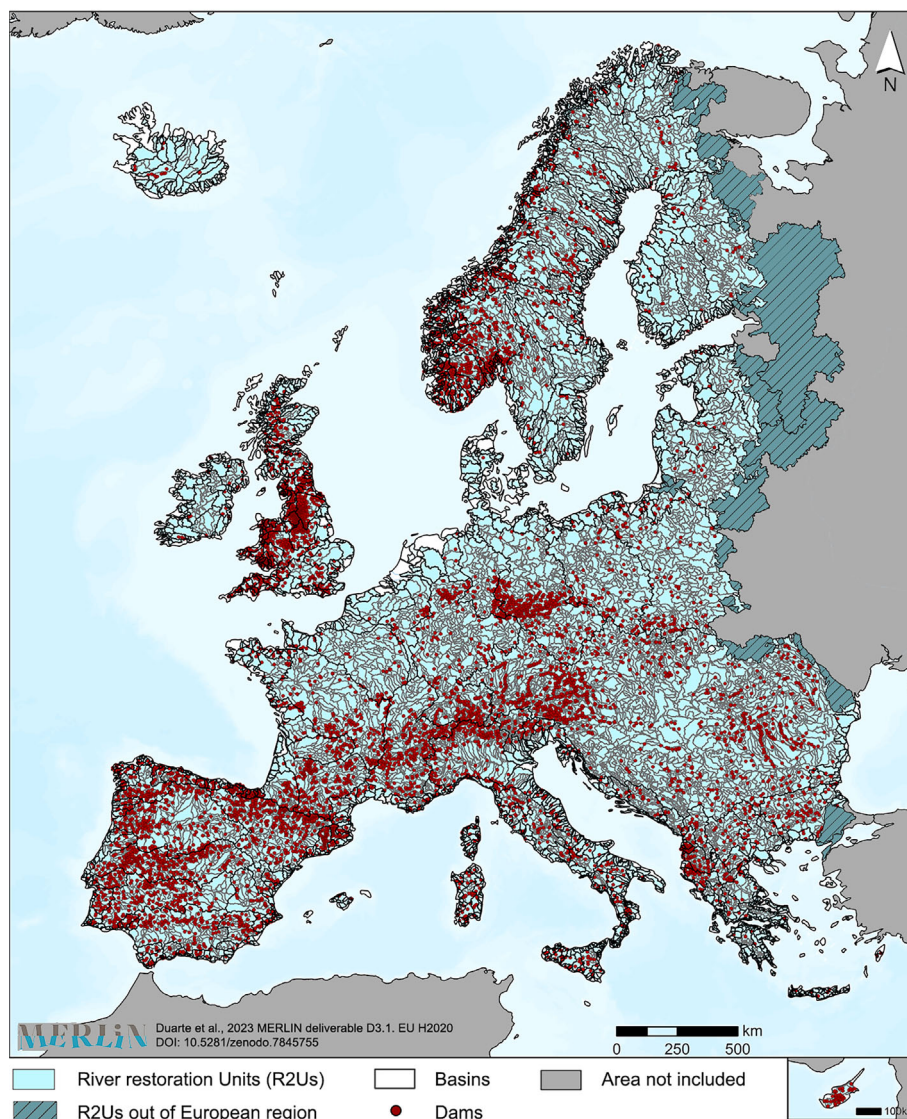 N
MERLiN
Duarte et al., 2023 MERLIN deliverable D3.1. EU H2020
DOI: 10.5281/zenodo.7845755
km
0 250 500
River restoration Units (R2Us)
Basins
Area not included
R2Us out of European region
Dams
100k